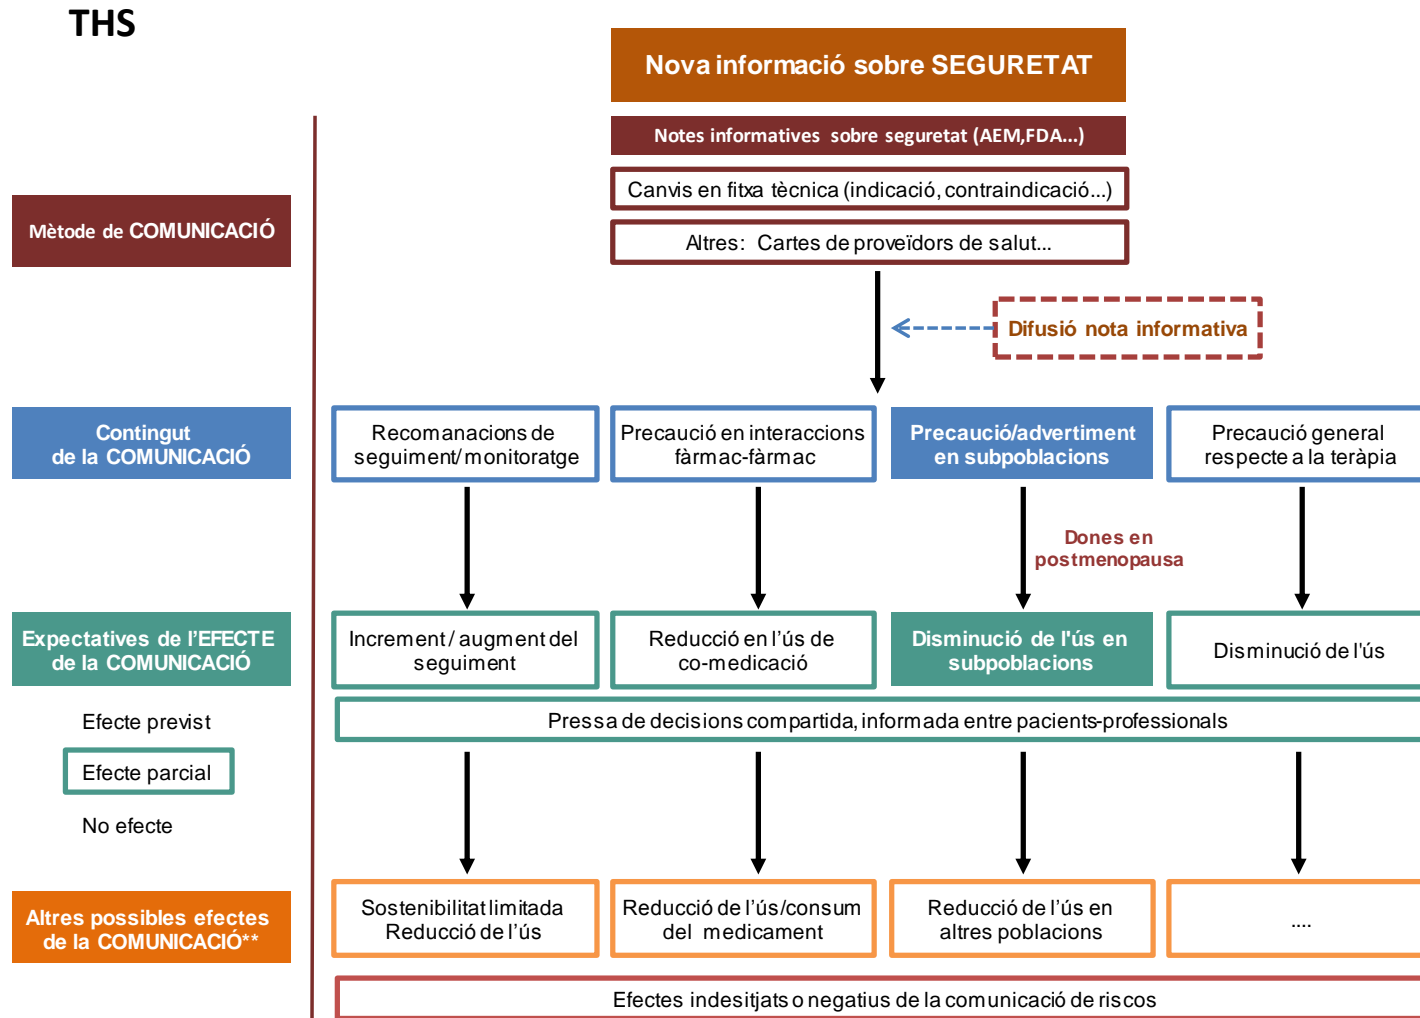 THS
Nova informació sobre SEGURETAT
Notes informatives sobre seguretat (AEM,FDA...)
Canvis en fitxa tècnica (indicació, contraindicació...)
Mètode de COMUNICACIÓ
Altres: Cartes de proveïdors de salut...
Difusió nota informativa
Contingut
de la COMUNICACIÓ
Recomanacions de
seguiment/monitoratge
Precaució en interaccions
fàrmac-fàrmac
Precaució/advertiment
en subpoblacions
Precaució general
respecte a la teràpia
Dones en
postmenopausa
Expectatives de l'EFECTE
de la COMUNICACIÓ
Increment / augment del
seguiment
Reducció en l'ús de
co-medicació
Disminució de l'ús en
subpoblacions
Disminució de l'ús
Efecte previst
Pressa de decisions compartida, informada entre pacients-professionals
Efecte parcial
No efecte
Altres possibles efectes
de la COMUNICACIÓ**
Sostenibilitat limitada
Reducció de l'ús
Reducció de l'ús/consum
del medicament
Reducció de l'ús en
altres poblacions
....
Efectes indesitjats o negatius de la comunicació de riscos